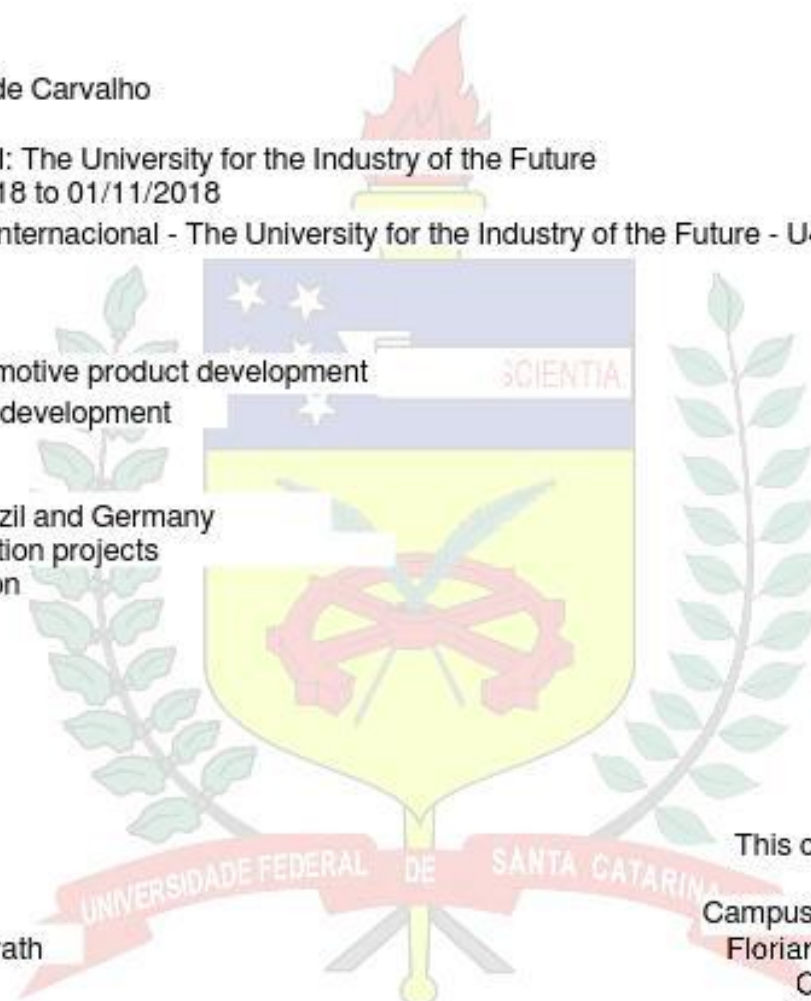 de Carvalho
l: The University for the Industry of the Future
18 to 01/11/2018
nternacional - The University for the Industry of the Future - U4
SCIENTIA
motive product development
development
zil and Germany
tion projects
on
This c
UNIVERSIDADE FEDERAL DE SANTA CATARINA
Campus
rath
Florian
C